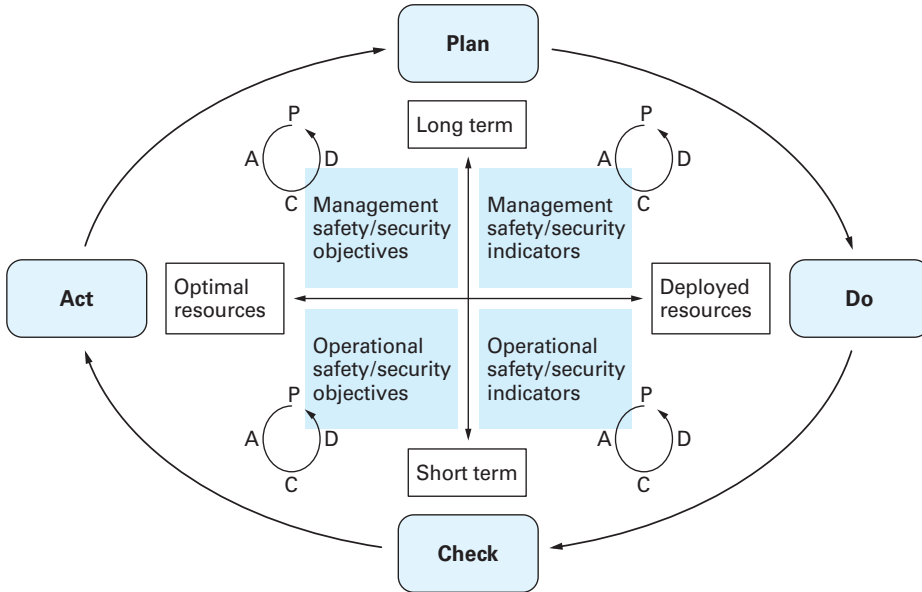 Plan
Long term
P
A
D
C
P
A
D
C
Management
safety/security
objectives
Management
safety/security
indicators
Act
Optimal
resources
Deployed
resources
Do
Operational
safety/security
objectives
Operational
safety/security
indicators
P
A
D
C
P
A
D
C
Short term
Check